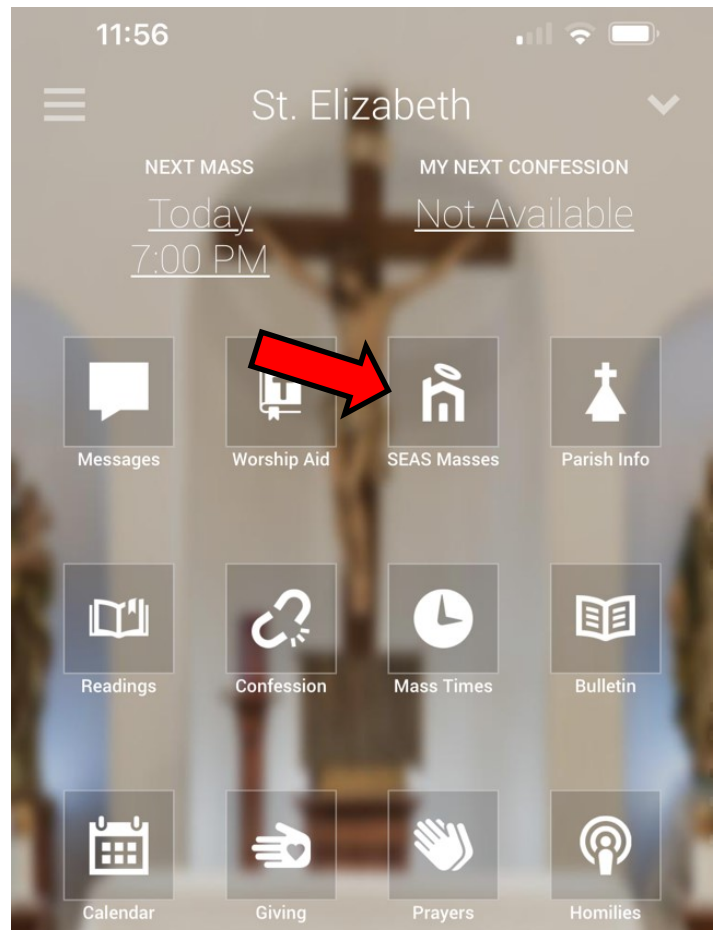 11:56
St. Elizabeth
NEXT MASS
MY NEXT CONFESSION
Today
7:00 PM
Not Available
Messages
Worship Aid
SEAS Masses
Parish Info
Readings
Confession
Mass Times
Bulletin
Calendar
Giving
Prayers
Homilies